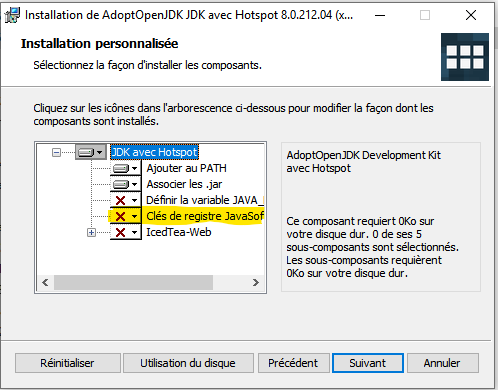 Installation de AdoptOpenJDK JDK avec Hotspot 8.0.212.04 (x...
Installation personnalisée
Sélectionnez la façon d'installer les composants.
Cliquez sur les icônes dans l'arborescence ci-dessous pour modifier la façon dont les
composants sont installés.
JDK avec Hotspot
Ajouter au PATH
Associer les .jar
Définir la variable JAVA_
Clés de registre JavaSof
IcedTea-Web
AdoptOpenJDK Development Kit
avec Hotspot
Ce composant requiert 0Ko sur
votre disque dur. 0 de ses 5
sous-composants sont sélectionnés.
Les sous-composants requièrent
0Ko sur votre disque dur.
Réinitialiser
Utilisation du disque
Précédent
Suivant
Annuler